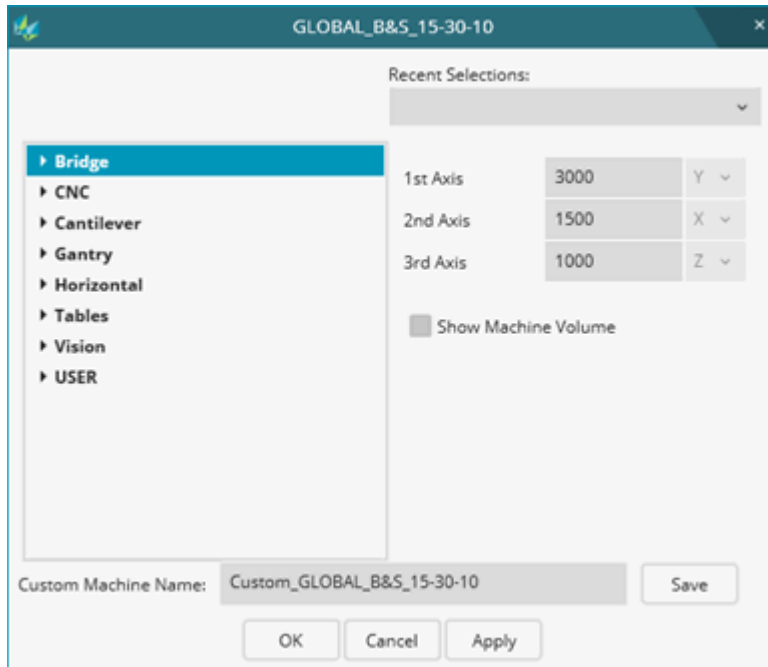 GLOBAL_B&S_15-30-10
Recent Selections:
Bridge
CNC
Cantilever
Gantry
Horizontal
Tables
Vision
USER
1st Axis 3000 Y
2nd Axis 1500 X
3rd Axis 1000 Z
Show Machine Volume
Custom Machine Name: Custom_GLOBAL_B&S_15-30-10 Save
OK Cancel Apply